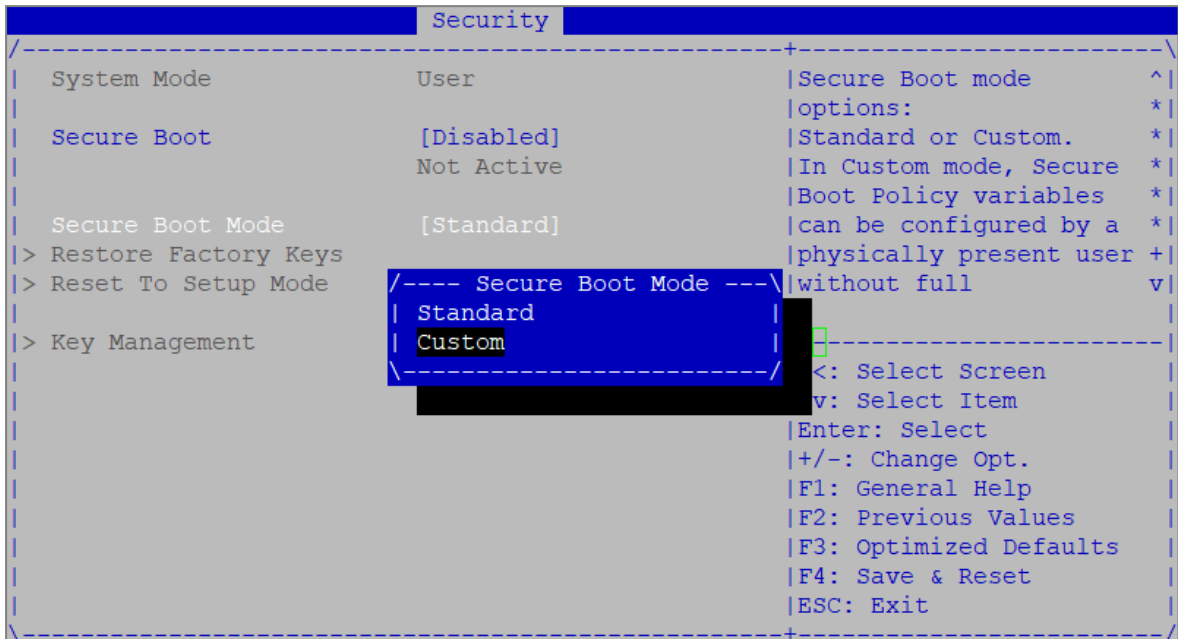 Security
System Mode User
Secure Boot [Disabled]
Not Active
Secure Boot Mode [Standard]
> Restore Factory Keys
> Reset To Setup Mode
> Key Management
/---- Secure Boot Mode ---\
Standard
Custom
Secure Boot mode ^
options: *
Standard or Custom. *
In Custom mode, Secure *
Boot Policy variables *
can be configured by a *
physically present user +
without full v
<: Select Screen
v: Select Item
Enter: Select
+/-: Change Opt.
F1: General Help
F2: Previous Values
F3: Optimized Defaults
F4: Save & Reset
ESC: Exit